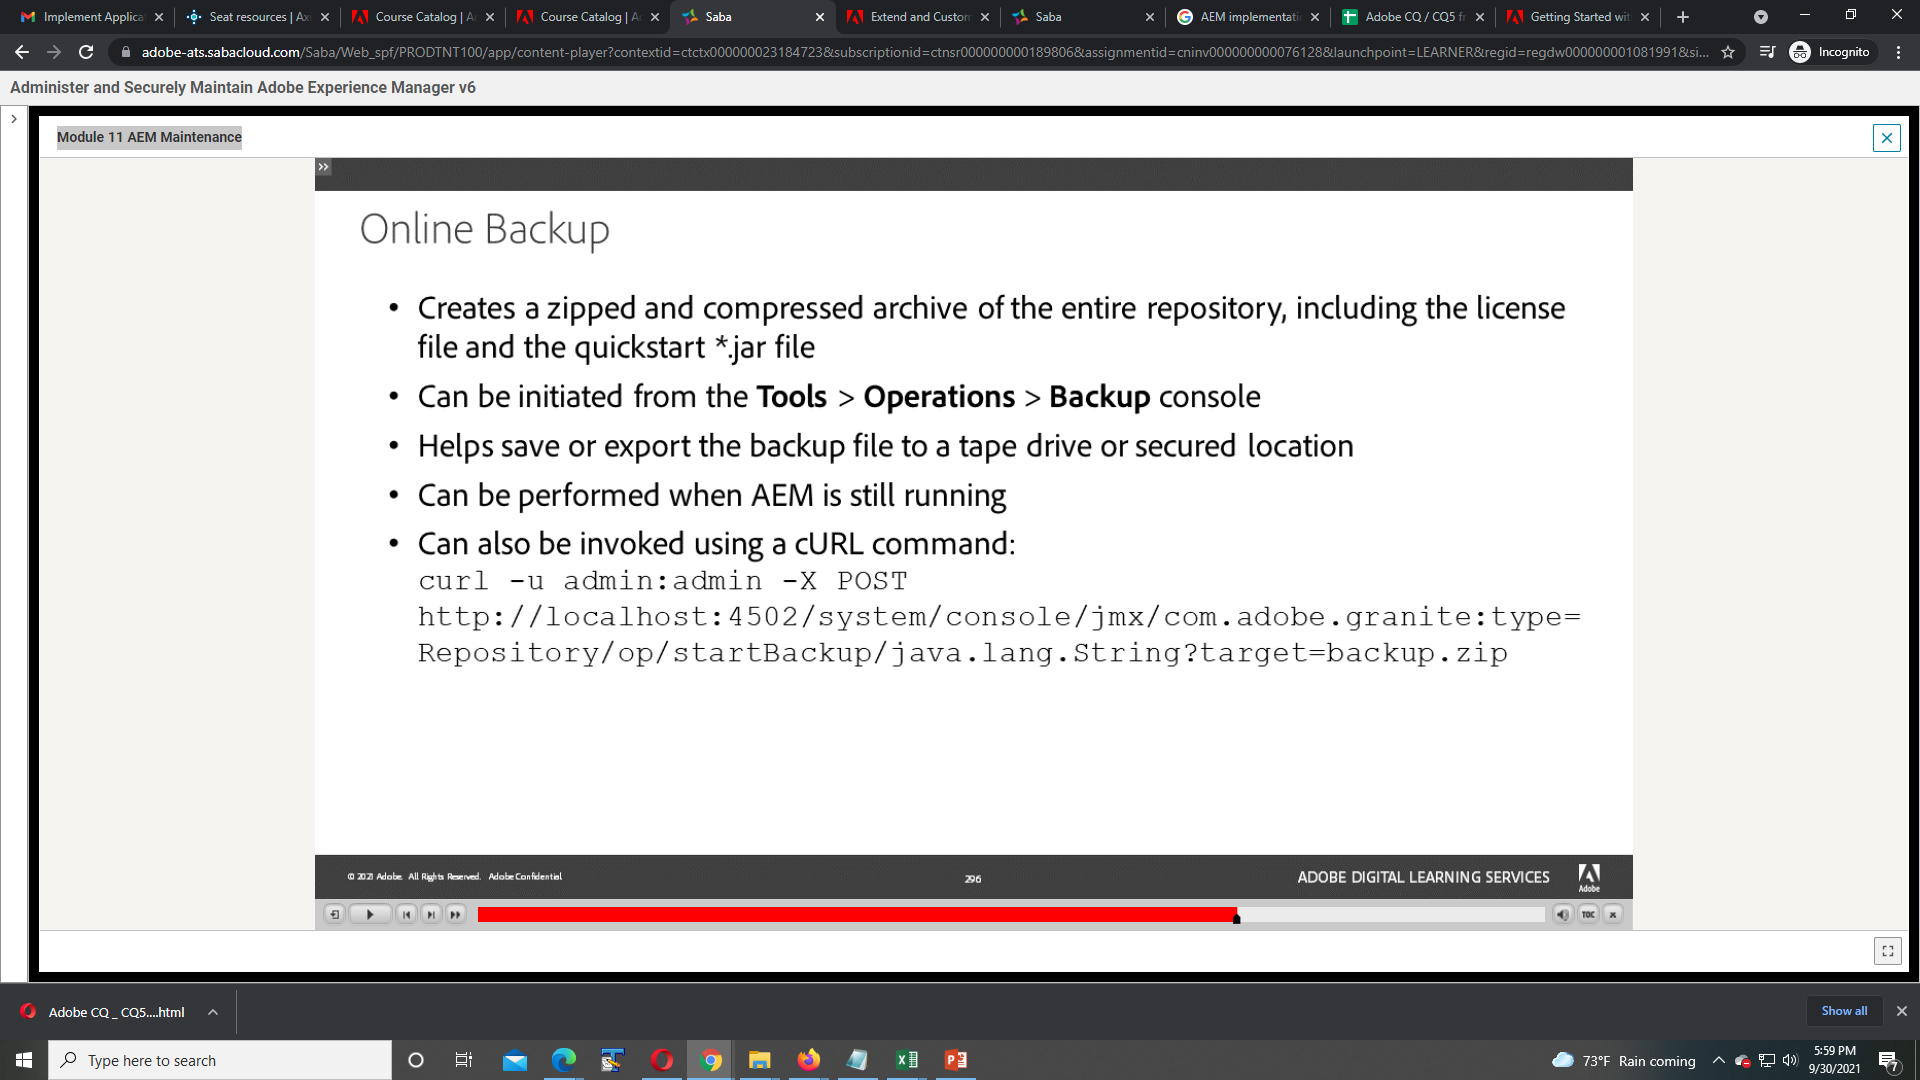 Implement Applica
Seat resources | Ax
Course Catalog | A
Course Catalog | A
Saba
Extend and Custom
Saba
AEM implementati
Adobe CQ / CQ5 fr
Getting Started wit
adobe-ats.sabacloud.com/Saba/Web_spf/PRODTNT100/app/content-player?contextid=ctctx000000023184723&subscriptionid=ctnsr000000000189806&assignmentid=cninv000000000076128&launchpoint=LEARNER&regid=regdw000000001081991&si...
Incognito
Administer and Securely Maintain Adobe Experience Manager v6
Module 11 AEM Maintenance
Online Backup
• Creates a zipped and compressed archive of the entire repository, including the license
file and the quickstart *.jar file
• Can be initiated from the Tools > Operations > Backup console
• Helps save or export the backup file to a tape drive or secured location
• Can be performed when AEM is still running
• Can also be invoked using a cURL command:
curl -u admin:admin -X POST
http://localhost:4502/system/console/jmx/com.adobe.granite:type=
Repository/op/startBackup/java.lang.String?target=backup.zip
© 2021 Adobe. All Rights Reserved. Adobe Confidential
296
ADOBE DIGITAL LEARNING SERVICES
Adobe
TOC
Adobe CQ _ CQ5....html
Show all
Type here to search
73°F Rain coming
5:59 PM
9/30/2021
7